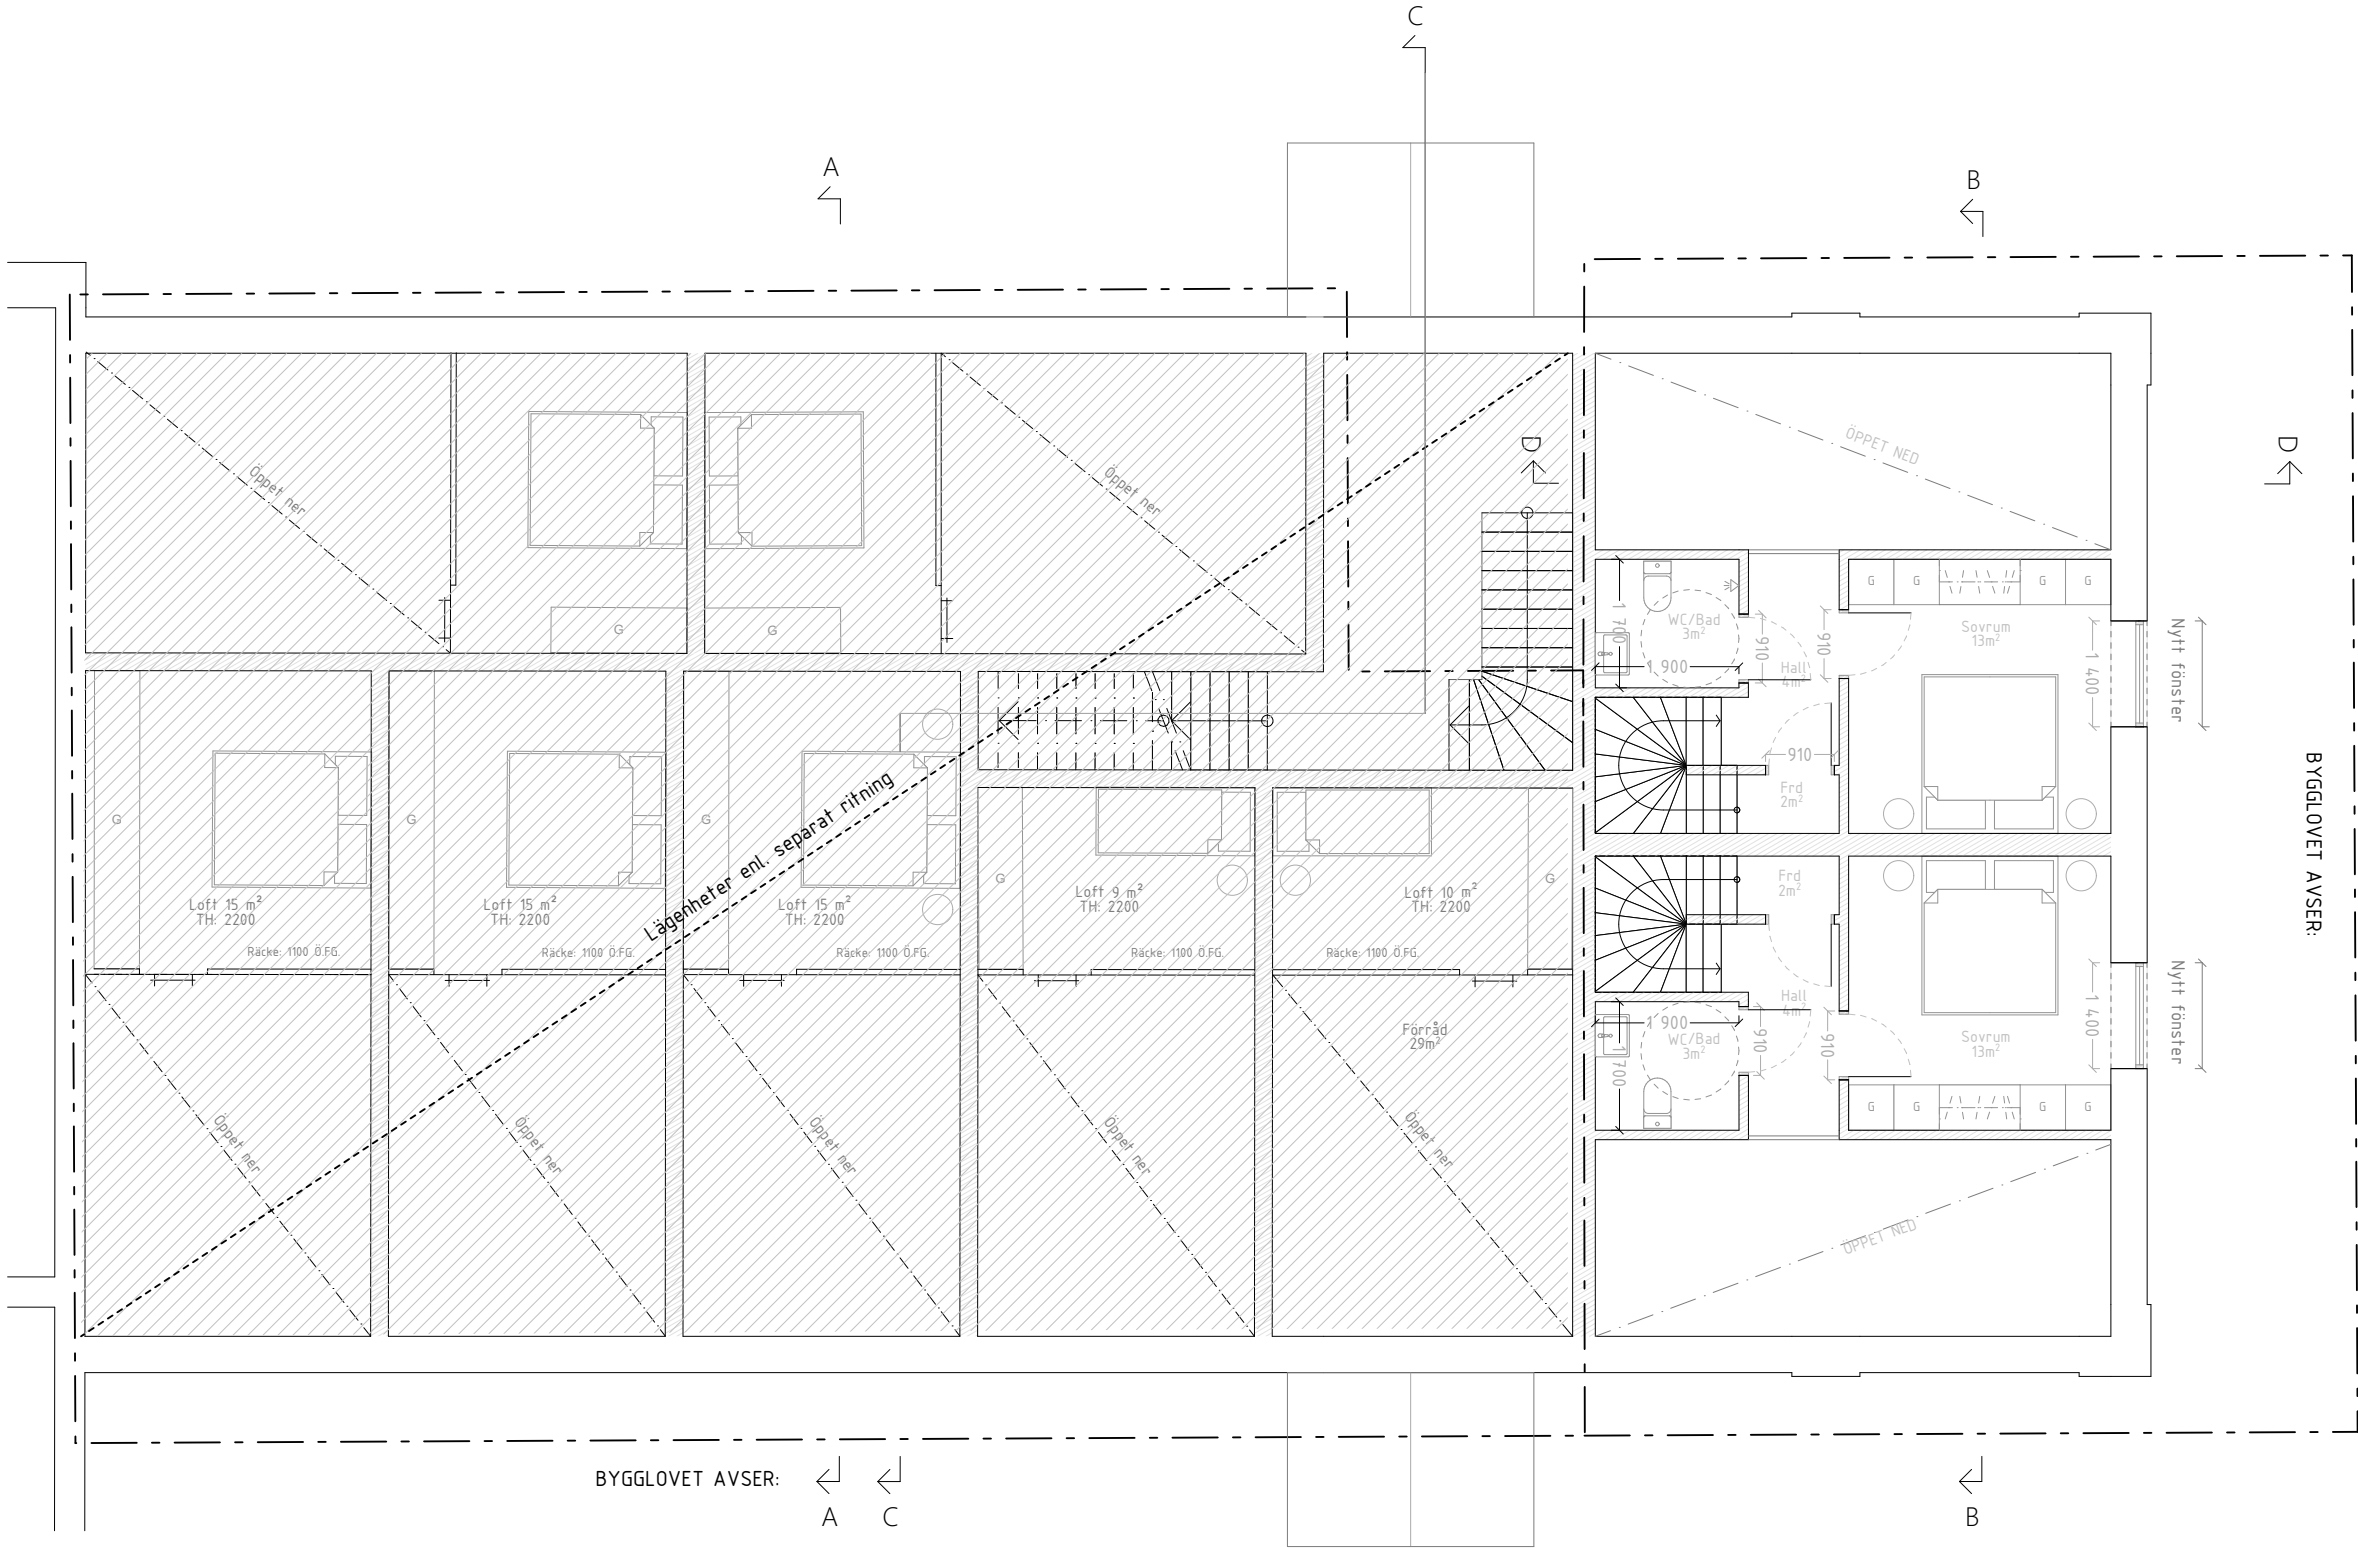 C
A
B
D
D
ÖPPET NED
Öppet ner
Öppet ner
G
G
G
G
G
G
WC/Bad
3m²
1 700
1 900
910
910
Hall
4m²
Sovrum
13m²
1 400
Nytt fönster
910
Frd
2m²
BYGGLOVET AVSER:
Lägenheter enl. separat ritning
G
G
G
G
G
Loft 15 m²
TH: 2200
Loft 15 m²
TH: 2200
Loft 15 m²
TH: 2200
Loft 9 m²
TH: 2200
Loft 10 m²
TH: 2200
Räcke: 1100 Ö.FG.
Räcke: 1100 Ö.FG.
Räcke: 1100 Ö.FG.
Räcke: 1100 Ö.FG.
Räcke: 1100 Ö.FG.
Frd
2m²
Hall
4m²
1 900
WC/Bad
3m²
1 700
910
910
Sovrum
13m²
1 400
Nytt fönster
G
G
G
G
Förråd
29m²
Öppet ner
Öppet ner
Öppet ner
Öppet ner
Öppet ner
ÖPPET NED
BYGGLOVET AVSER:
A
C
B